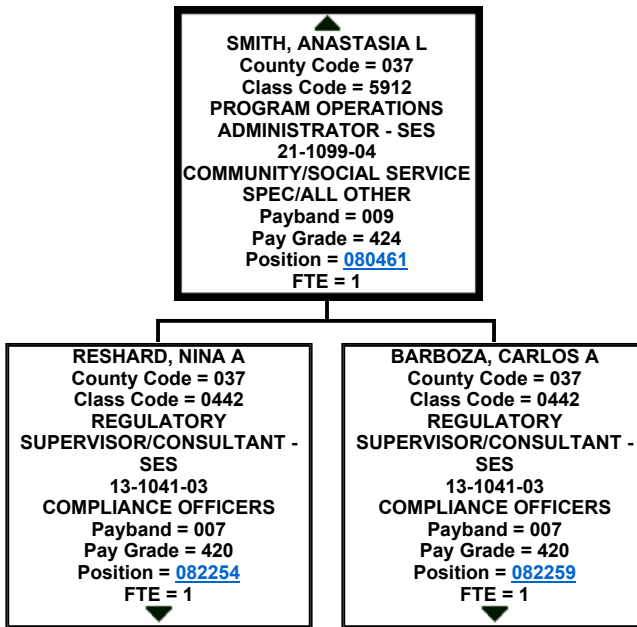 SMITH, ANASTASIA L
County Code = 037
Class Code = 5912
PROGRAM OPERATIONS
ADMINISTRATOR - SES
21-1099-04
COMMUNITY/SOCIAL SERVICE
SPEC/ALL OTHER
Payband = 009
Pay Grade = 424
Position = 080461
FTE = 1
RESHARD, NINA A
County Code = 037
Class Code = 0442
REGULATORY
SUPERVISOR/CONSULTANT -
SES
13-1041-03
COMPLIANCE OFFICERS
Payband = 007
Pay Grade = 420
Position = 082254
FTE = 1
BARBOZA, CARLOS A
County Code = 037
Class Code = 0442
REGULATORY
SUPERVISOR/CONSULTANT -
SES
13-1041-03
COMPLIANCE OFFICERS
Payband = 007
Pay Grade = 420
Position = 082259
FTE = 1